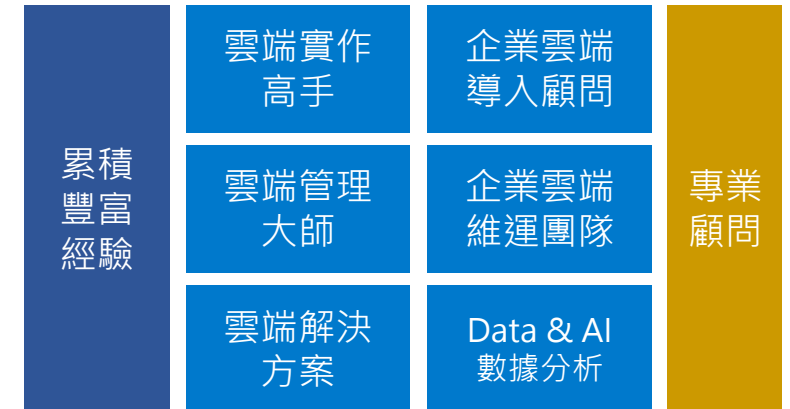 累積
豐富
經驗
雲端實作
高手
企業雲端
導入顧問
雲端管理
大師
企業雲端
維運團隊
雲端解決
方案
Data & AI
數據分析
專業
顧問